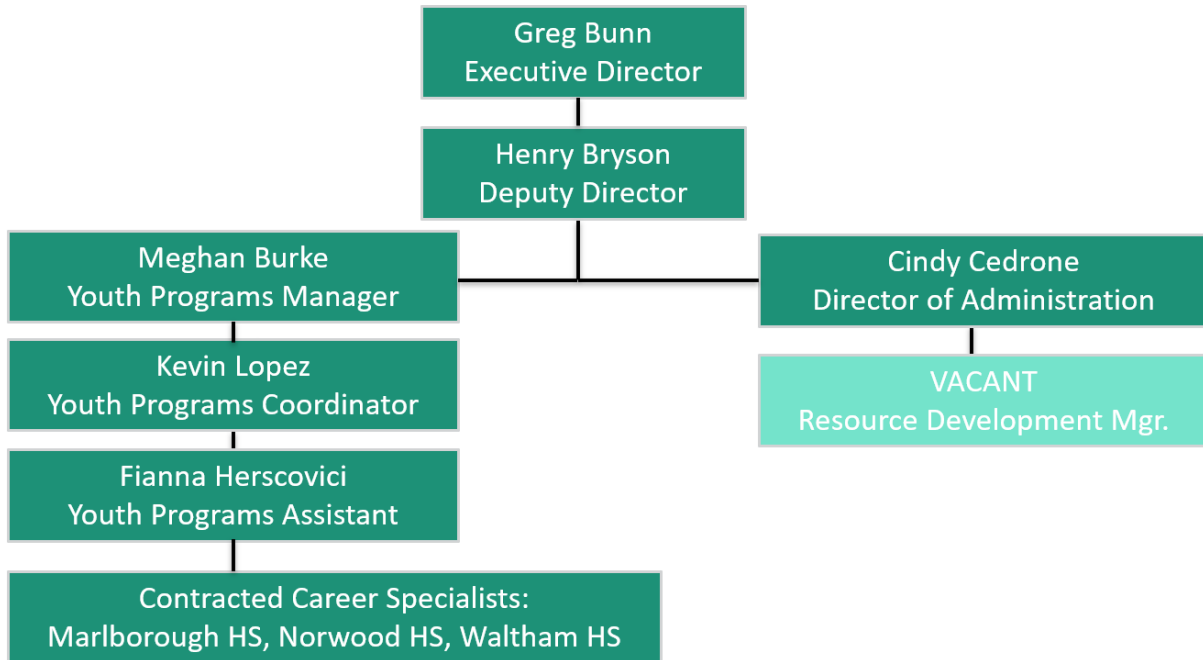 Greg Bunn
Executive Director
Henry Bryson
Deputy Director
Meghan Burke
Youth Programs Manager
Cindy Cedrone
Director of Administration
Kevin Lopez
Youth Programs Coordinator
VACANT
Resource Development Mgr.
Fianna Herscovici
Youth Programs Assistant
Contracted Career Specialists:
Marlborough HS, Norwood HS, Waltham HS